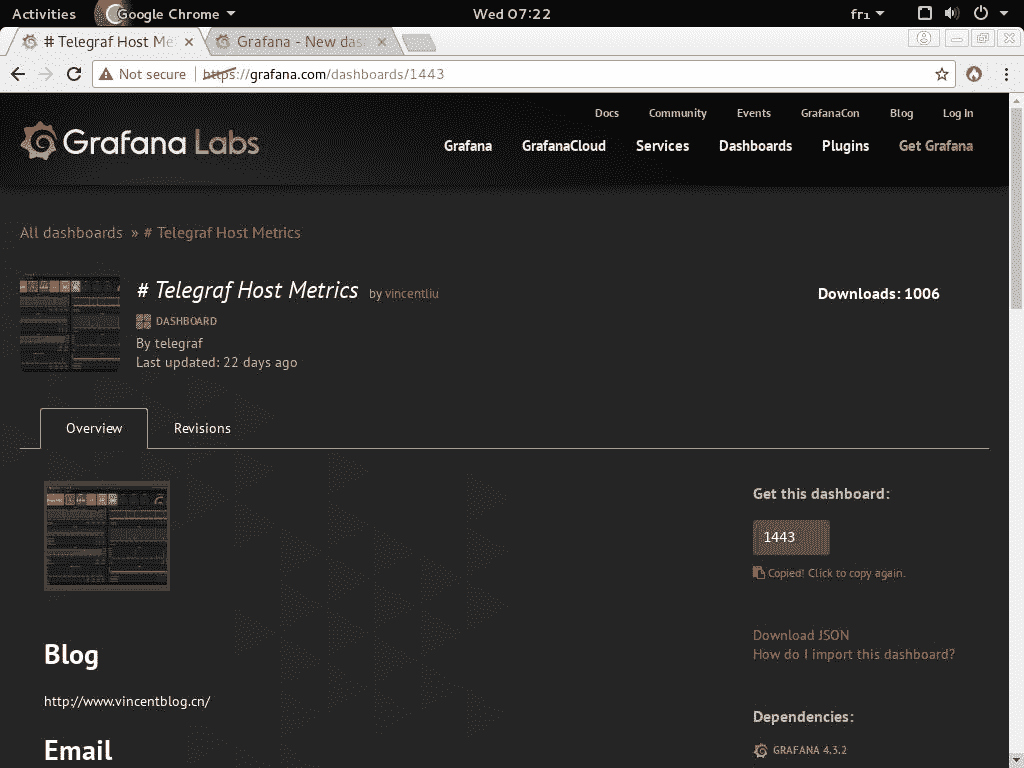 Activities Google Chrome Wed 07:22 fr1
# Telegraf Host Me Grafana - New das
Not secure https://grafana.com/dashboards/1443
Docs Community Events GrafanaCon Blog Log In
Grafana Labs Grafana GrafanaCloud Services Dashboards Plugins Get Grafana
All dashboards » # Telegraf Host Metrics
# Telegraf Host Metrics by vincentliu Downloads: 1006
DASHBOARD
By telegraf
Last updated: 22 days ago
Overview Revisions
Get this dashboard:
1443
Copied! Click to copy again.
Blog
Download JSON
How do I import this dashboard?
http://www.vincentblog.cn/
Dependencies:
Email
GRAFANA 4.3.2